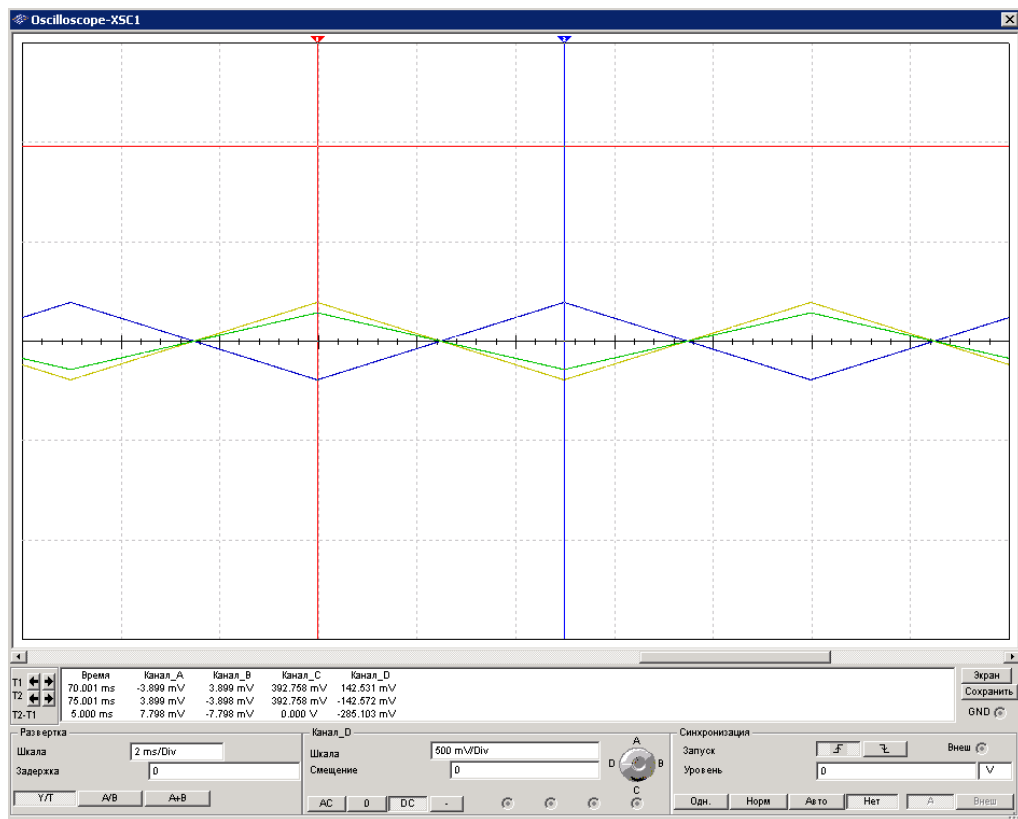 Oscilloscope-XSC1
1
2
Время Канал_A Канал_B Канал_C Канал_D
T1 70.001 ms -3.899 mV 3.899 mV 392.758 mV 142.531 mV
T2 75.001 ms 3.899 mV -3.898 mV 392.758 mV -142.572 mV
T2-T1 5.000 ms 7.798 mV -7.798 mV 0.000 V -285.103 mV
Экран
Сохранить
GND
Развертка
Шкала 2 ms/Div
Задержка 0
Y/T A/B A+B
Канал_D
Шкала 500 mV/Div
Смещение 0
AC 0 DC -
A
D B
C
Синхронизация
Запуск Внеш
Уровень 0 V
Одн. Норм Авто Нет A Внеш